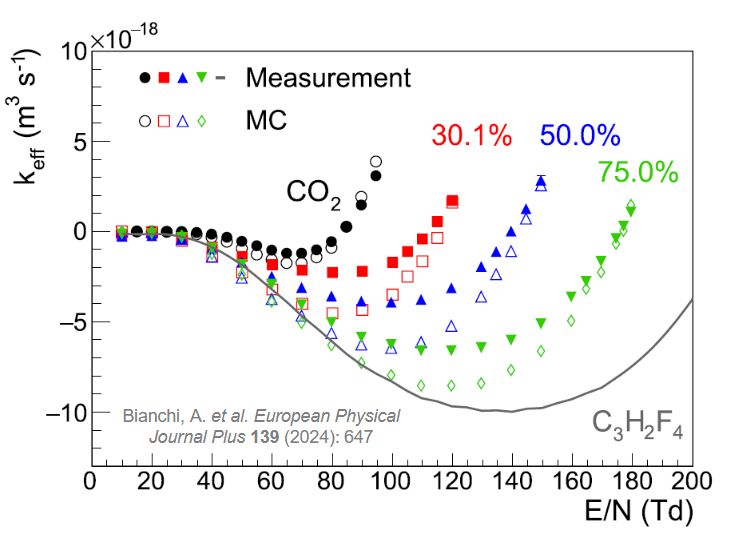 10 ×10⁻¹⁸
k_eff (m³ s⁻¹)
5
0
−5
−10
Measurement
MC
CO₂
30.1%
50.0%
75.0%
C₃H₂F₄
Bianchi, A. et al. European Physical
Journal Plus 139 (2024): 647
0 20 40 60 80 100 120 140 160 180 200
E/N (Td)